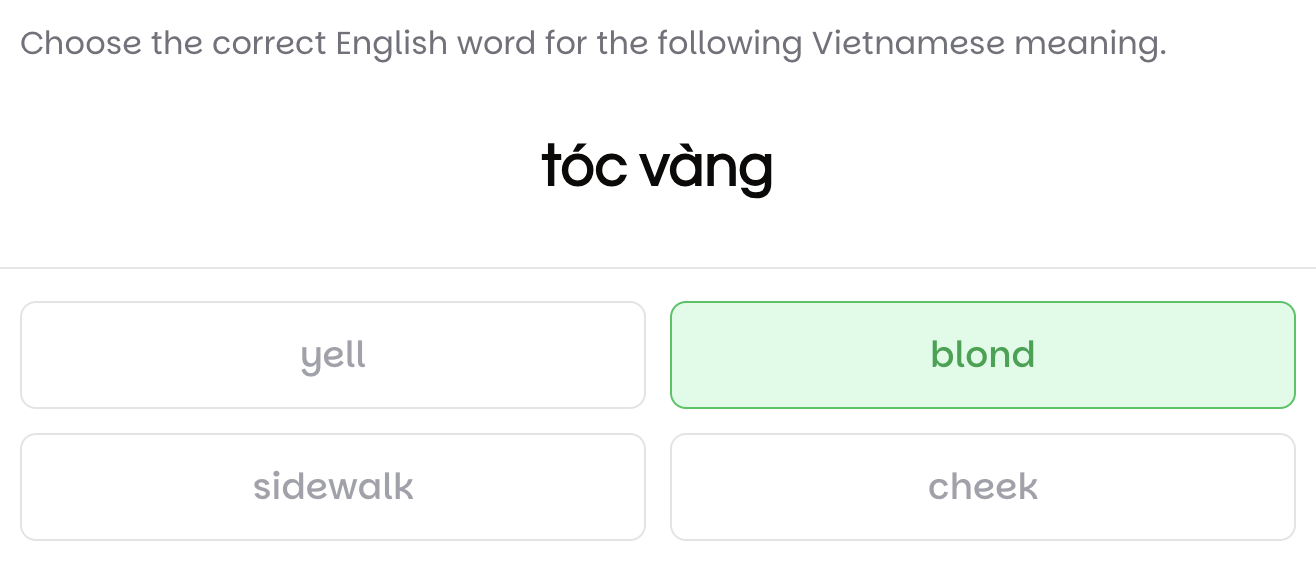 Choose the correct English word for the following Vietnamese meaning.
tóc vàng
yell
blond
sidewalk
cheek